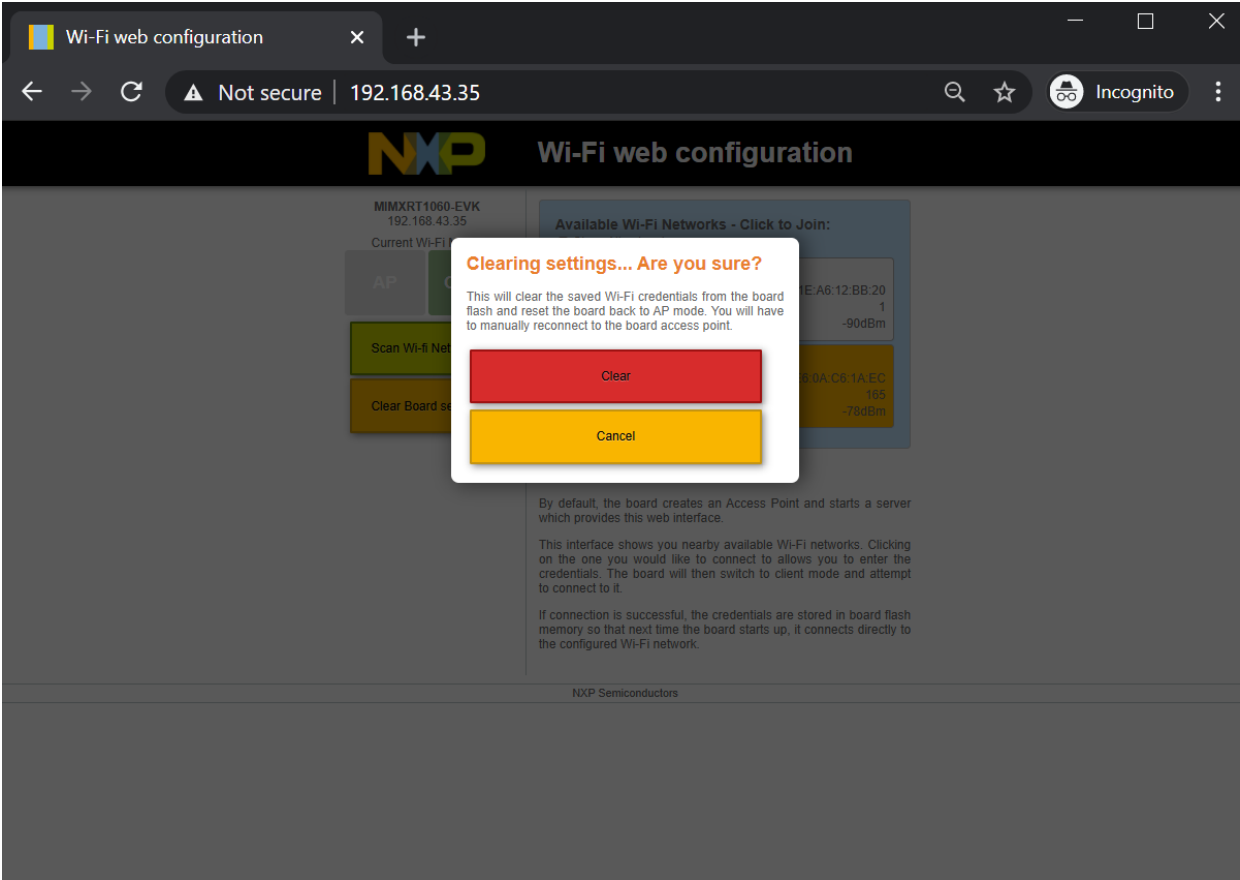 Wi-Fi web configuration
Not secure
192.168.43.35
Incognito
NXP
Wi-Fi web configuration
MIMXRT1060-EVK
192.168.43.35
Current Wi-Fi
AP
Scan Wi-fi
Clear Board
Available Wi-Fi Networks - Click to Join:
1E:A6:12:BB:20
1
-90dBm
6:0A:C6:1A:EC
165
-78dBm
Clearing settings... Are you sure?
This will clear the saved Wi-Fi credentials from the board
flash and reset the board back to AP mode. You will have
to manually reconnect to the board access point.
Clear
Cancel
By default, the board creates an Access Point and starts a server
which provides this web interface.
This interface shows you nearby available Wi-Fi networks. Clicking
on the one you would like to connect to allows you to enter the
credentials. The board will then switch to client mode and attempt
to connect to it.
If connection is successful, the credentials are stored in board flash
memory so that next time the board starts up, it connects directly to
the configured Wi-Fi network.
NXP Semiconductors